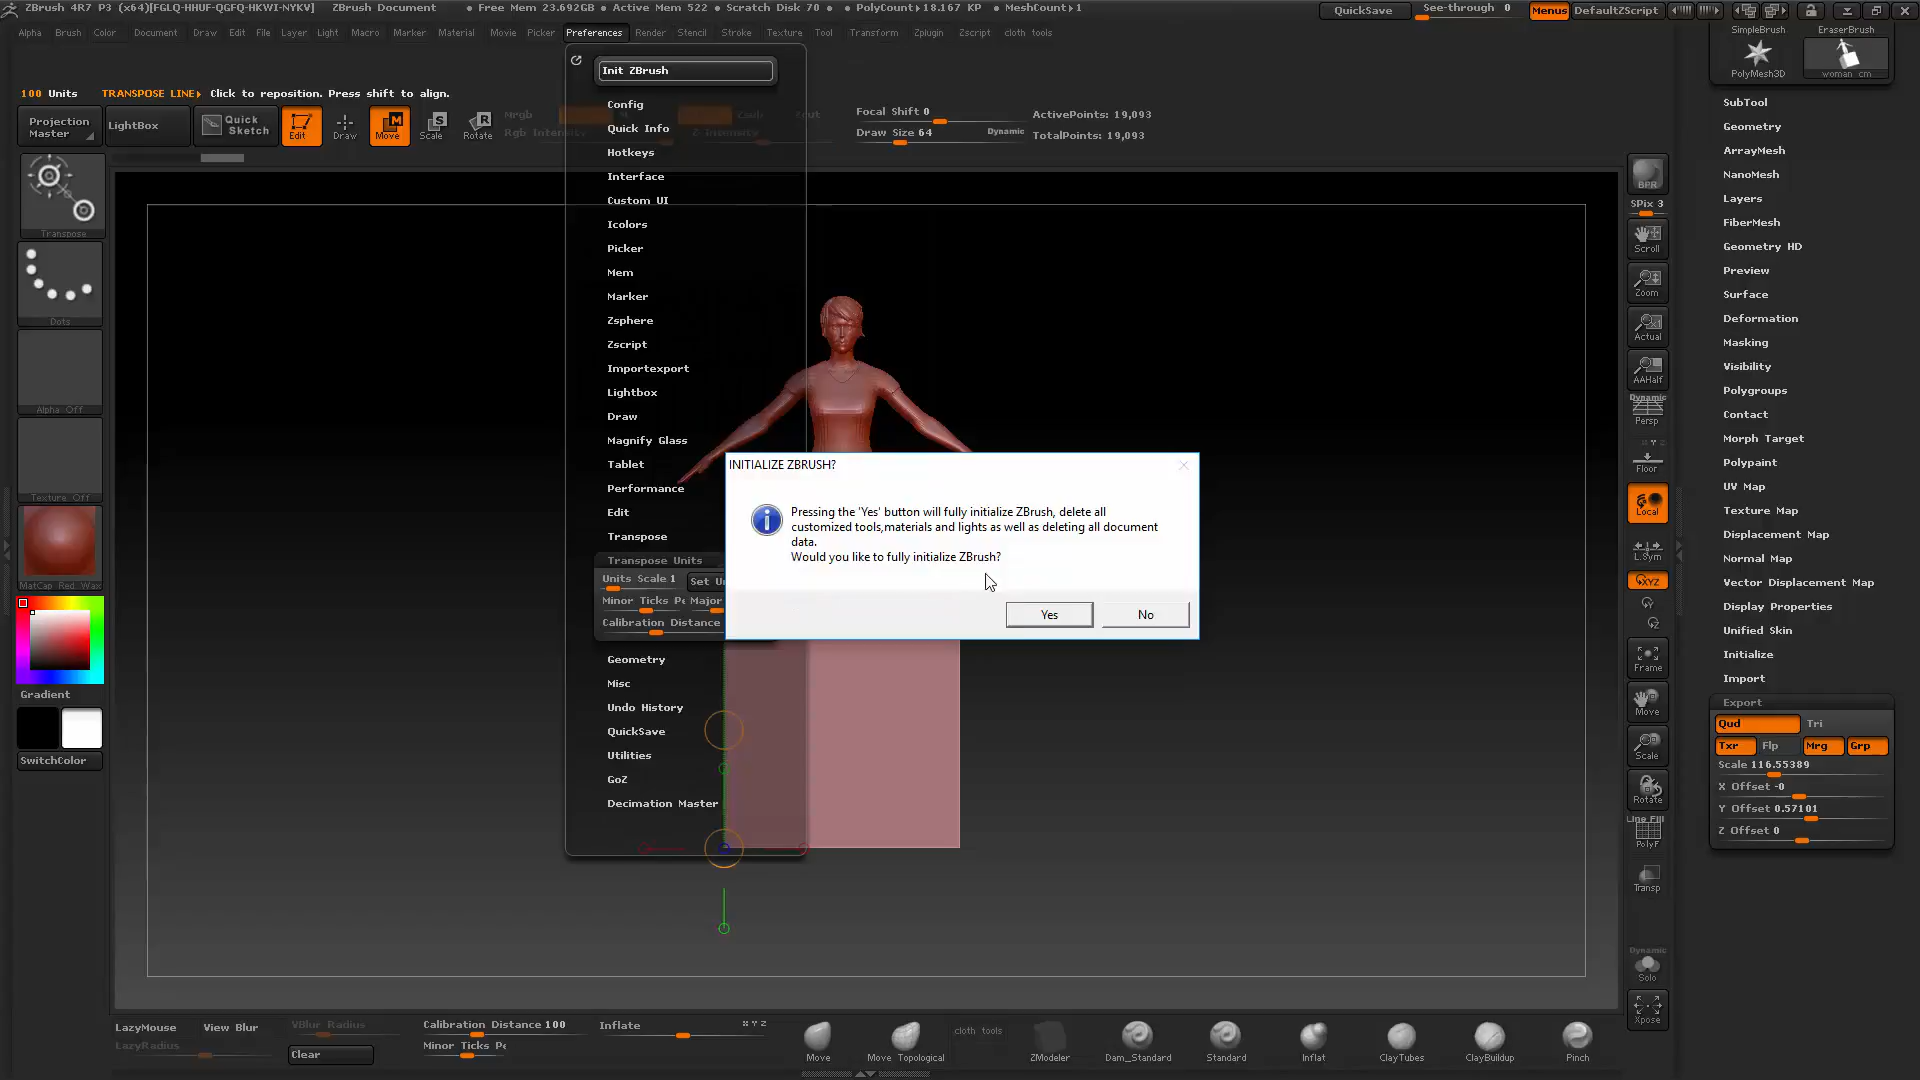 ZBrush 4R7 P3 (x64)[FGLQ-HHUF-QGFQ-HKWI-NYKV] ZBrush Document • Free Mem 23.692GB • Active Mem 522 • Scratch Disk 70 • • PolyCount▸18.167 KP • MeshCount▸1 QuickSave See-through 0 Menus DefaultZScript
Alpha Brush Color Document Draw Edit File Layer Light Macro Marker Material Movie Picker Preferences Render Stencil Stroke Texture Tool Transform Zplugin Zscript cloth tools
Init ZBrush
100 Units TRANSPOSE LINE▸ Click to reposition. Press shift to align.
Projection Master
LightBox
Quick Sketch
Edit
Draw
Move
Scale
Rotate
Mrgb
Rgb Intensity
Z Intensity
Focal Shift 0
Draw Size 64 Dynamic
ActivePoints: 19,093
TotalPoints: 19,093
Config
Quick Info
Hotkeys
Interface
Custom UI
Icolors
Picker
Mem
Marker
Zsphere
Zscript
Importexport
Lightbox
Draw
Magnify Glass
Tablet
Performance
Edit
Transpose
Transpose Units
Units Scale 1 Set
Minor Ticks Major
Calibration Distance
Geometry
Misc
Undo History
QuickSave
Utilities
GoZ
Decimation Master
Transpose
Dots
Alpha Off
Texture Off
MatCap Red Wax
Gradient
SwitchColor
INITIALIZE ZBRUSH?
Pressing the 'Yes' button will fully initialize ZBrush, delete all
customized tools,materials and lights as well as deleting all document
data.
Would you like to fully initialize ZBrush?
Yes No
BPR
SPix 3
Scroll
Zoom
Actual
AAHalf
Dynamic
Persp
Floor
Local
L.Sym
XYZ
Frame
Move
Scale
Rotate
Line Fill
PolyF
Transp
Dynamic
Solo
Xpose
SimpleBrush EraserBrush
PolyMesh3D woman_cm
SubTool
Geometry
ArrayMesh
NanoMesh
Layers
FiberMesh
Geometry HD
Preview
Surface
Deformation
Masking
Visibility
Polygroups
Contact
Morph Target
Polypaint
UV Map
Texture Map
Displacement Map
Normal Map
Vector Displacement Map
Display Properties
Unified Skin
Initialize
Import
Export
Qud Tri
Txr Flp Mrg Grp
Scale 116.55389
X Offset -0
Y Offset 0.57101
Z Offset 0
LazyMouse View Blur VBlur Radius Calibration Distance 100 Inflate X Y Z
LazyRadius Clear Minor Ticks
cloth tools
Move Move Topological ZModeler Dam_Standard Standard Inflat ClayTubes ClayBuildup Pinch